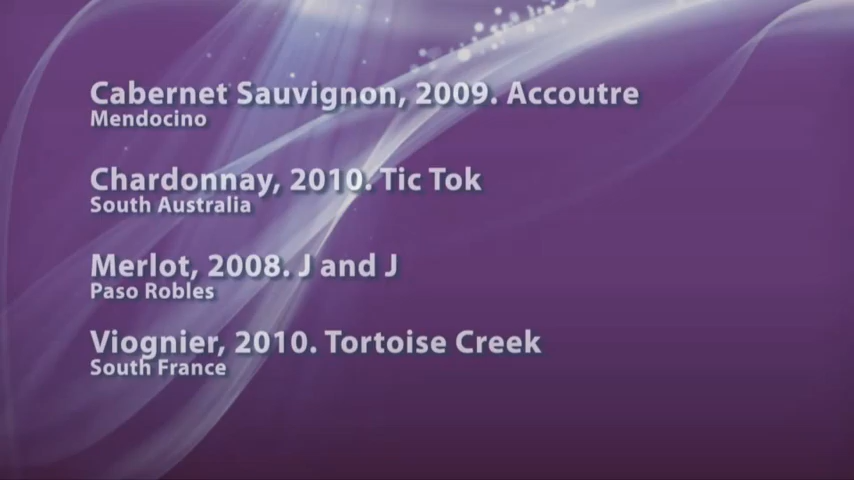 Cabernet Sauvignon, 2009. Accoutre
Mendocino
Chardonnay, 2010. Tic Tok
South Australia
Merlot, 2008. J and J
Paso Robles
Viognier, 2010. Tortoise Creek
South France